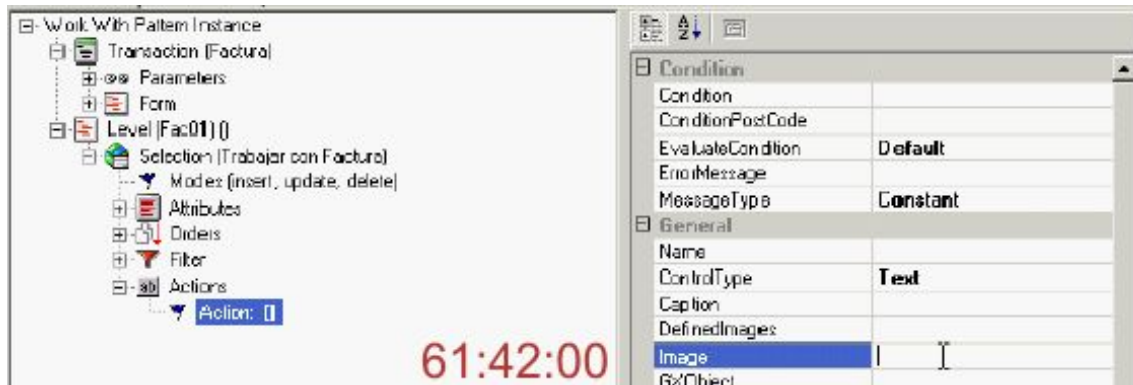 Work With Pattern Instance
Transaction (Factura)
Parameters
Form
Level (Fac01) ()
Selection (Trabajar con Factura)
Modes (insert, update, delete)
Attributes
Orders
Filter
Actions
Action: ()
61:42:00
Condition
Condition
ConditionPostCode
EvaluateCondition Default
ErrorMessage
MessageType Constant
General
Name
ControlType Text
Caption
DefinedImages
Image
GXObject